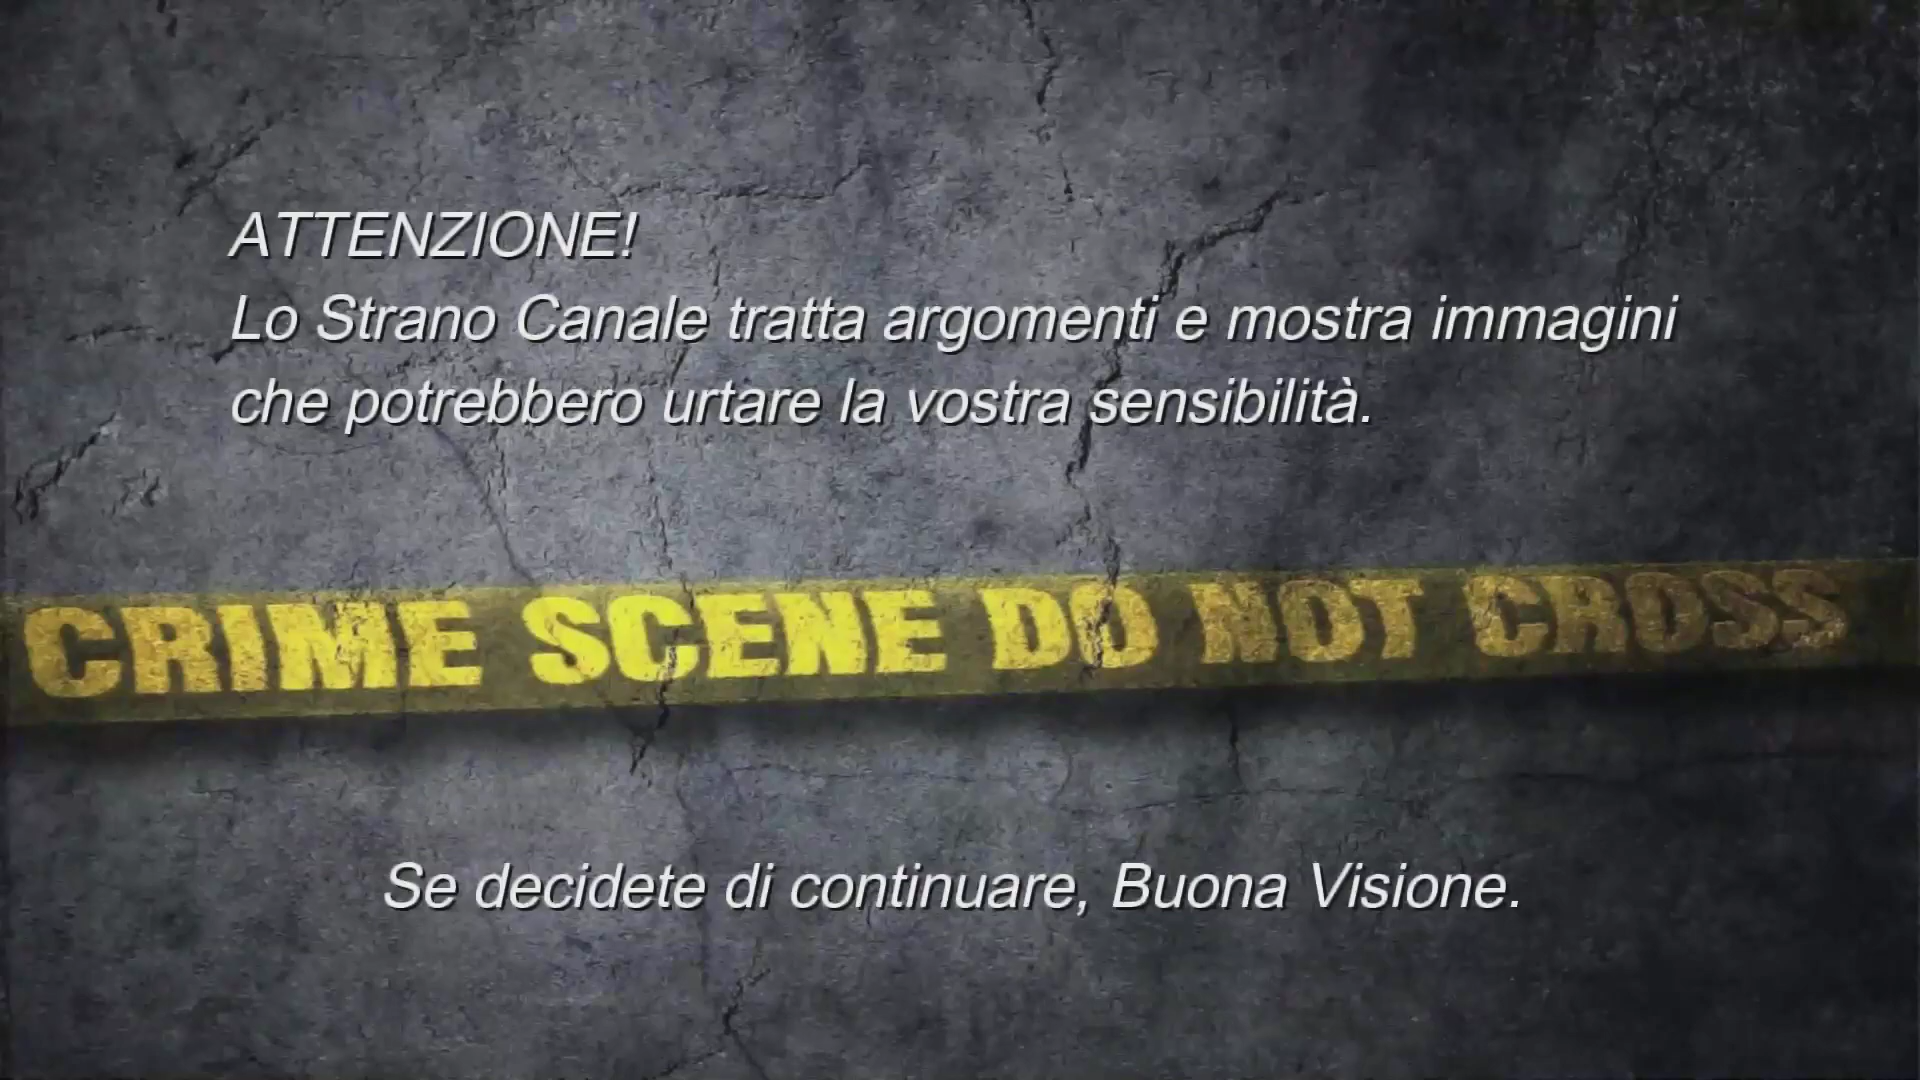 ATTENZIONE!
Lo Strano Canale tratta argomenti e mostra immagini
che potrebbero urtare la vostra sensibilità.
CRIME SCENE DO NOT CROSS
Se decidete di continuare, Buona Visione.